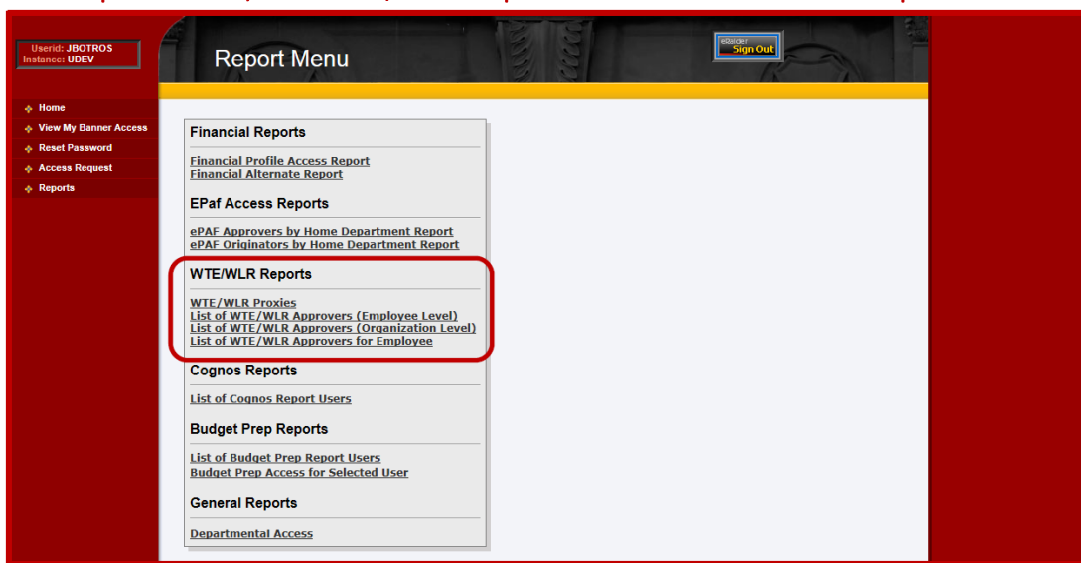 Userid: JBOTROS
Instance: UDEV
Report Menu
eRaider
Sign Out
Home
View My Banner Access
Reset Password
Access Request
Reports
Financial Reports
Financial Profile Access Report
Financial Alternate Report
EPaf Access Reports
ePAF Approvers by Home Department Report
ePAF Originators by Home Department Report
WTE/WLR Reports
WTE/WLR Proxies
List of WTE/WLR Approvers (Employee Level)
List of WTE/WLR Approvers (Organization Level)
List of WTE/WLR Approvers for Employee
Cognos Reports
List of Cognos Report Users
Budget Prep Reports
List of Budget Prep Report Users
Budget Prep Access for Selected User
General Reports
Departmental Access